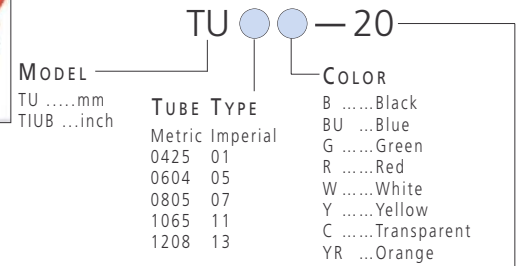 TU — 20
MODEL
TU .....mm
TIUB ...inch
TUBE TYPE
Metric Imperial
0425 01
0604 05
0805 07
1065 11
1208 13
COLOR
B ......Black
BU ...Blue
G ......Green
R ......Red
W ......White
Y ......Yellow
C ......Transparent
YR ...Orange